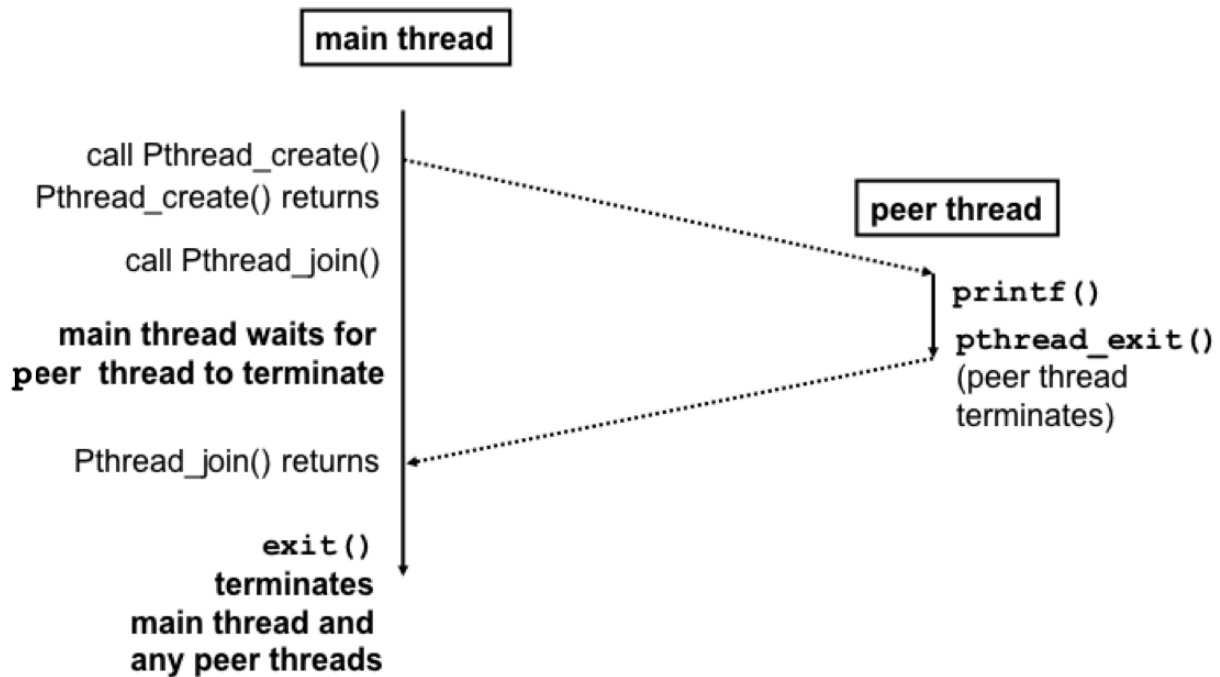 main thread
call Pthread_create()
Pthread_create() returns
peer thread
call Pthread_join()
printf()
main thread waits for
peer thread to terminate
pthread_exit()
(peer thread
terminates)
Pthread_join() returns
exit()
terminates
main thread and
any peer threads